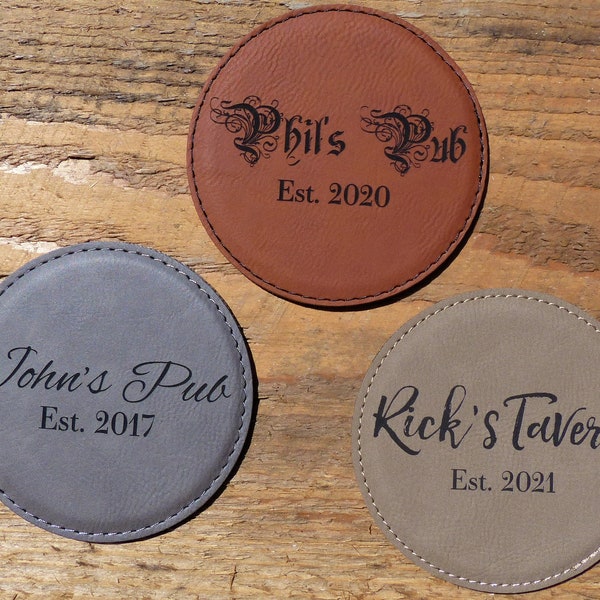 Phil's Pub
Est. 2020
John's Pub
Est. 2017
Rick's Taver
Est. 2021